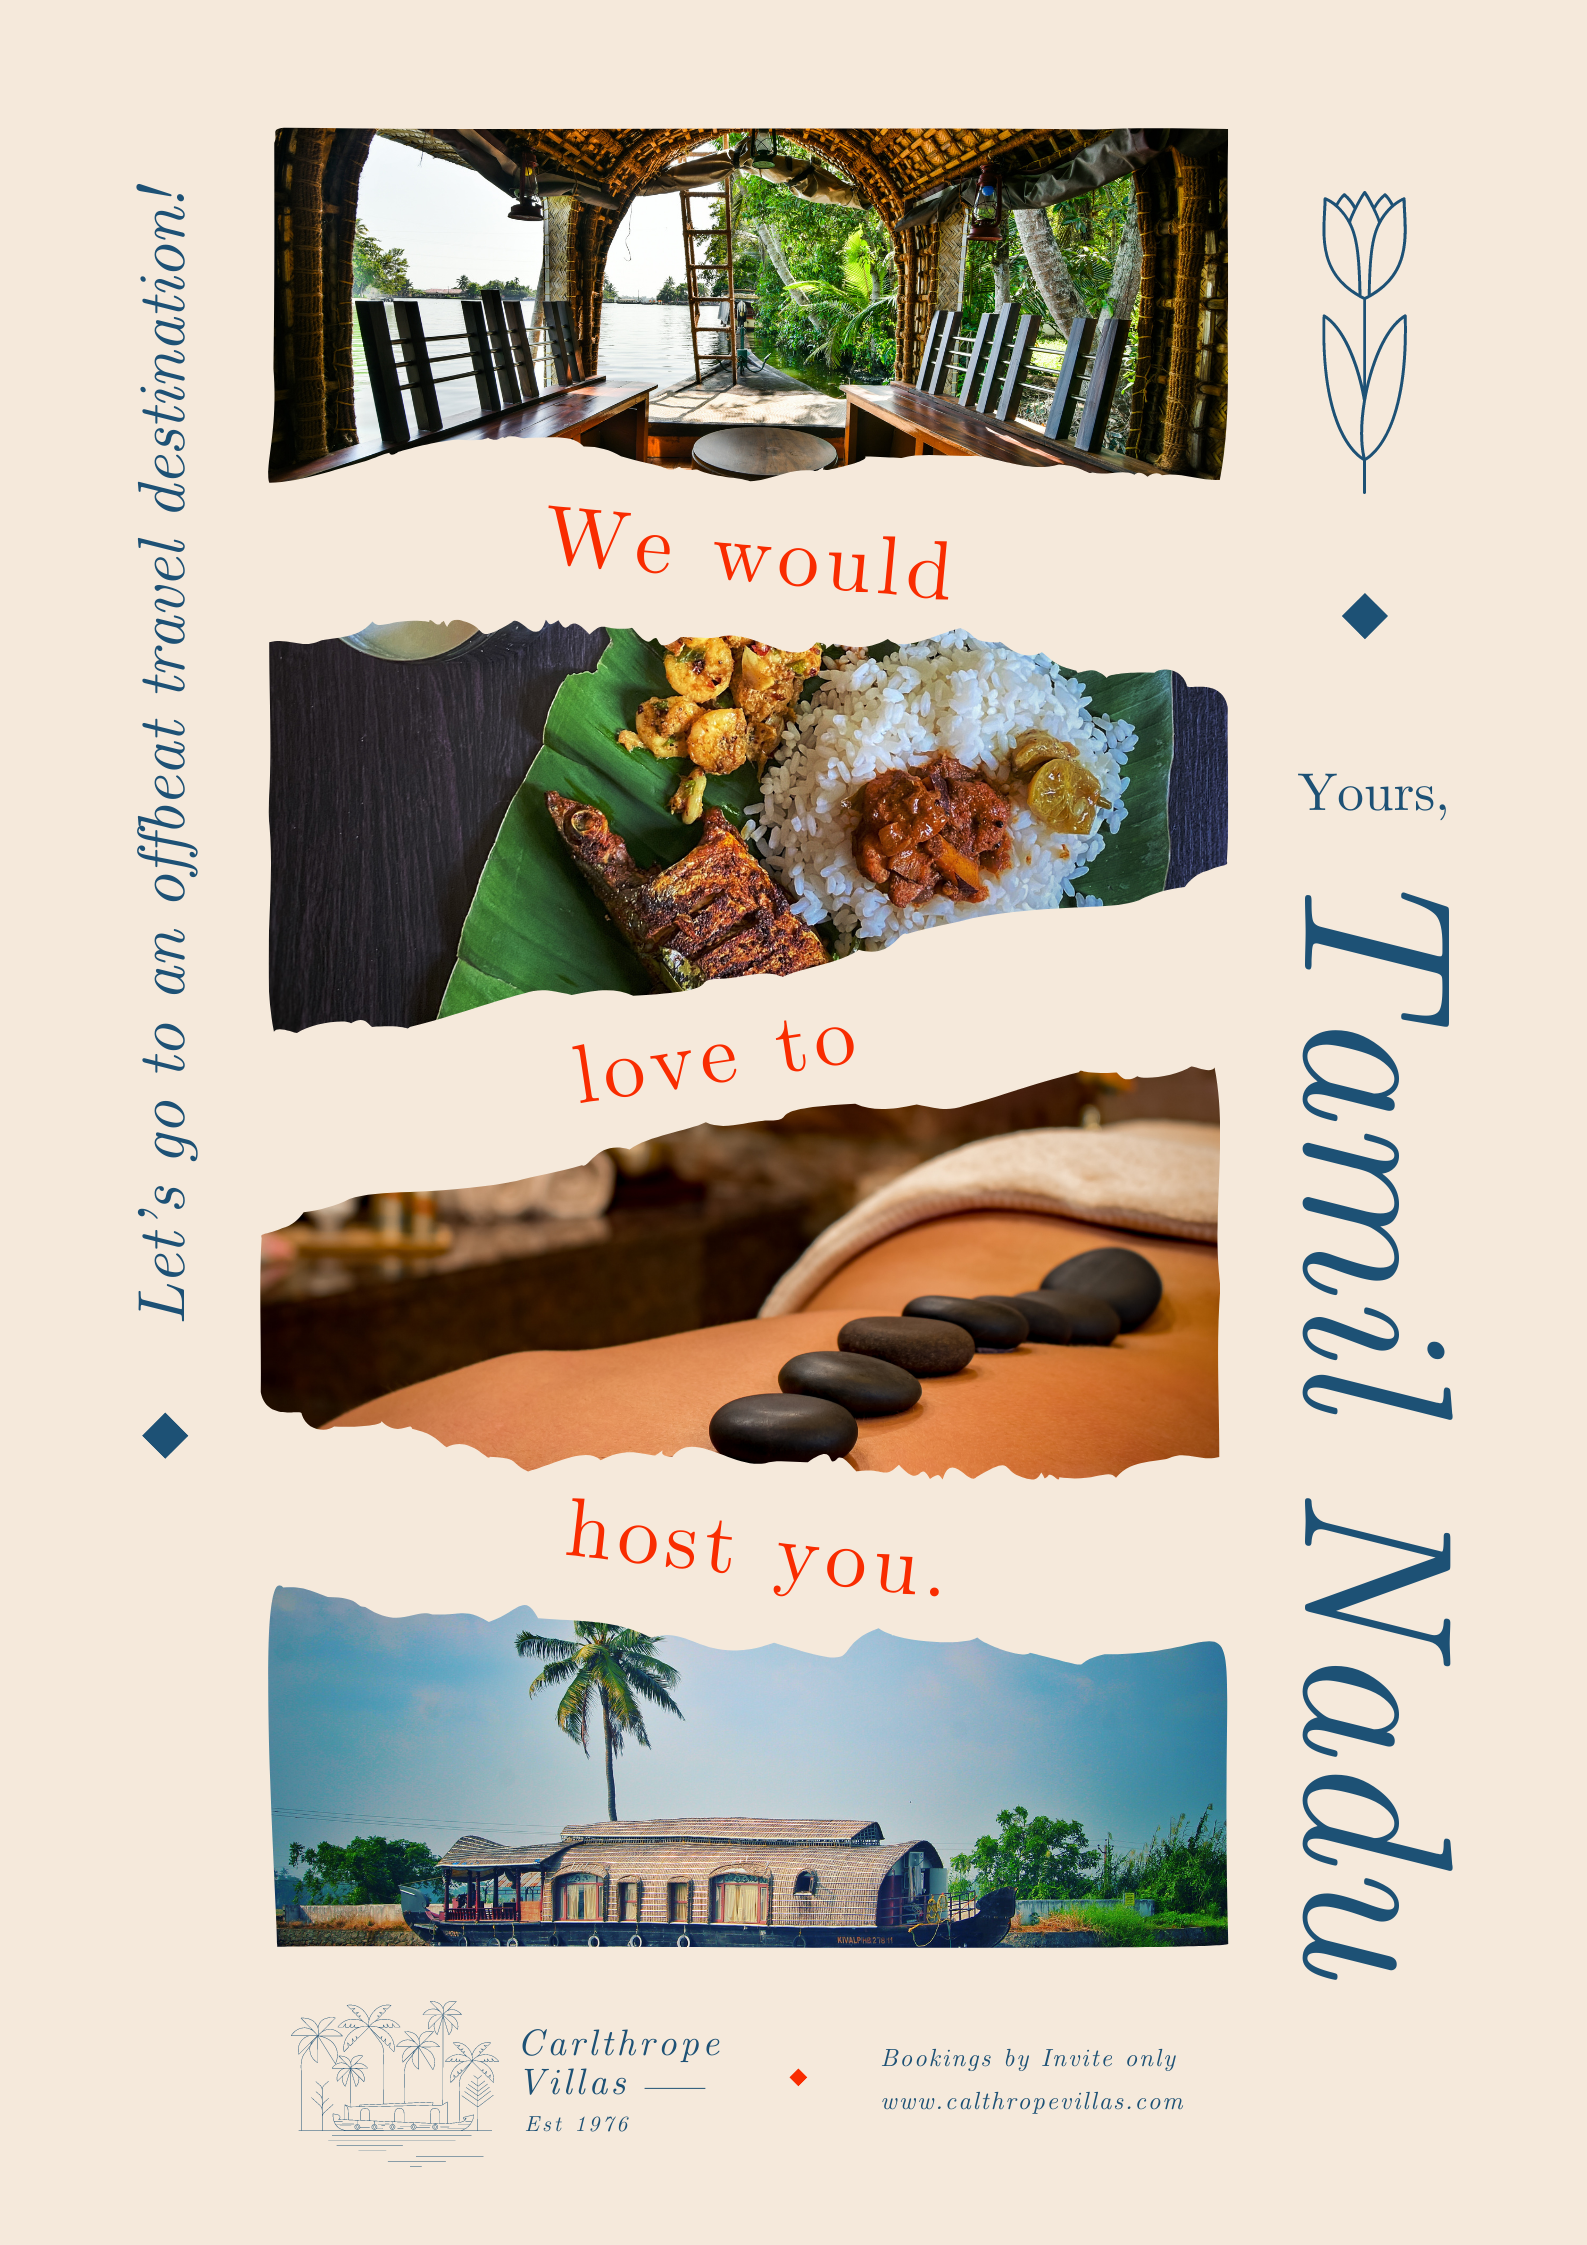 Let's go to an offbeat travel destination!
We would
love to
host you.
Yours,
Tamil Nadu
Carlthrope
Villas
Est 1976
Bookings by Invite only
www.calthropevillas.com